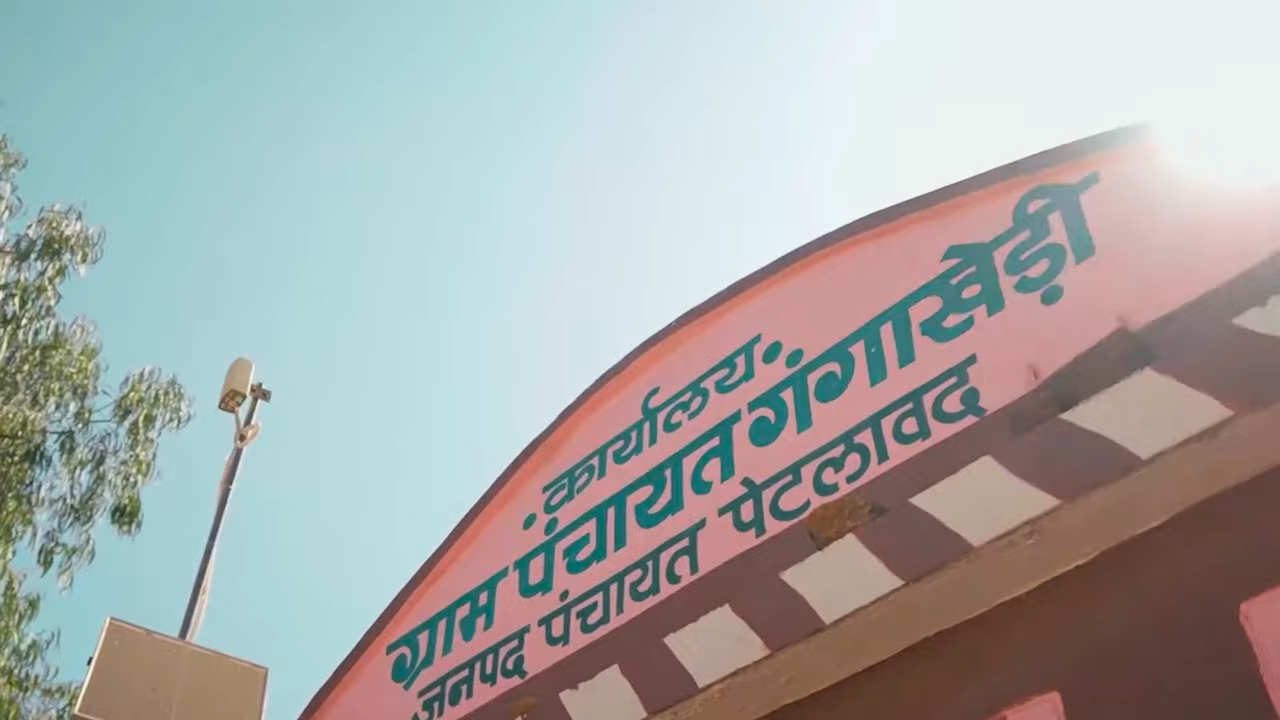 • कार्यालय •
ग्राम पंचायत गंगाखेड़ी
जनपद पंचायत पेटलावद